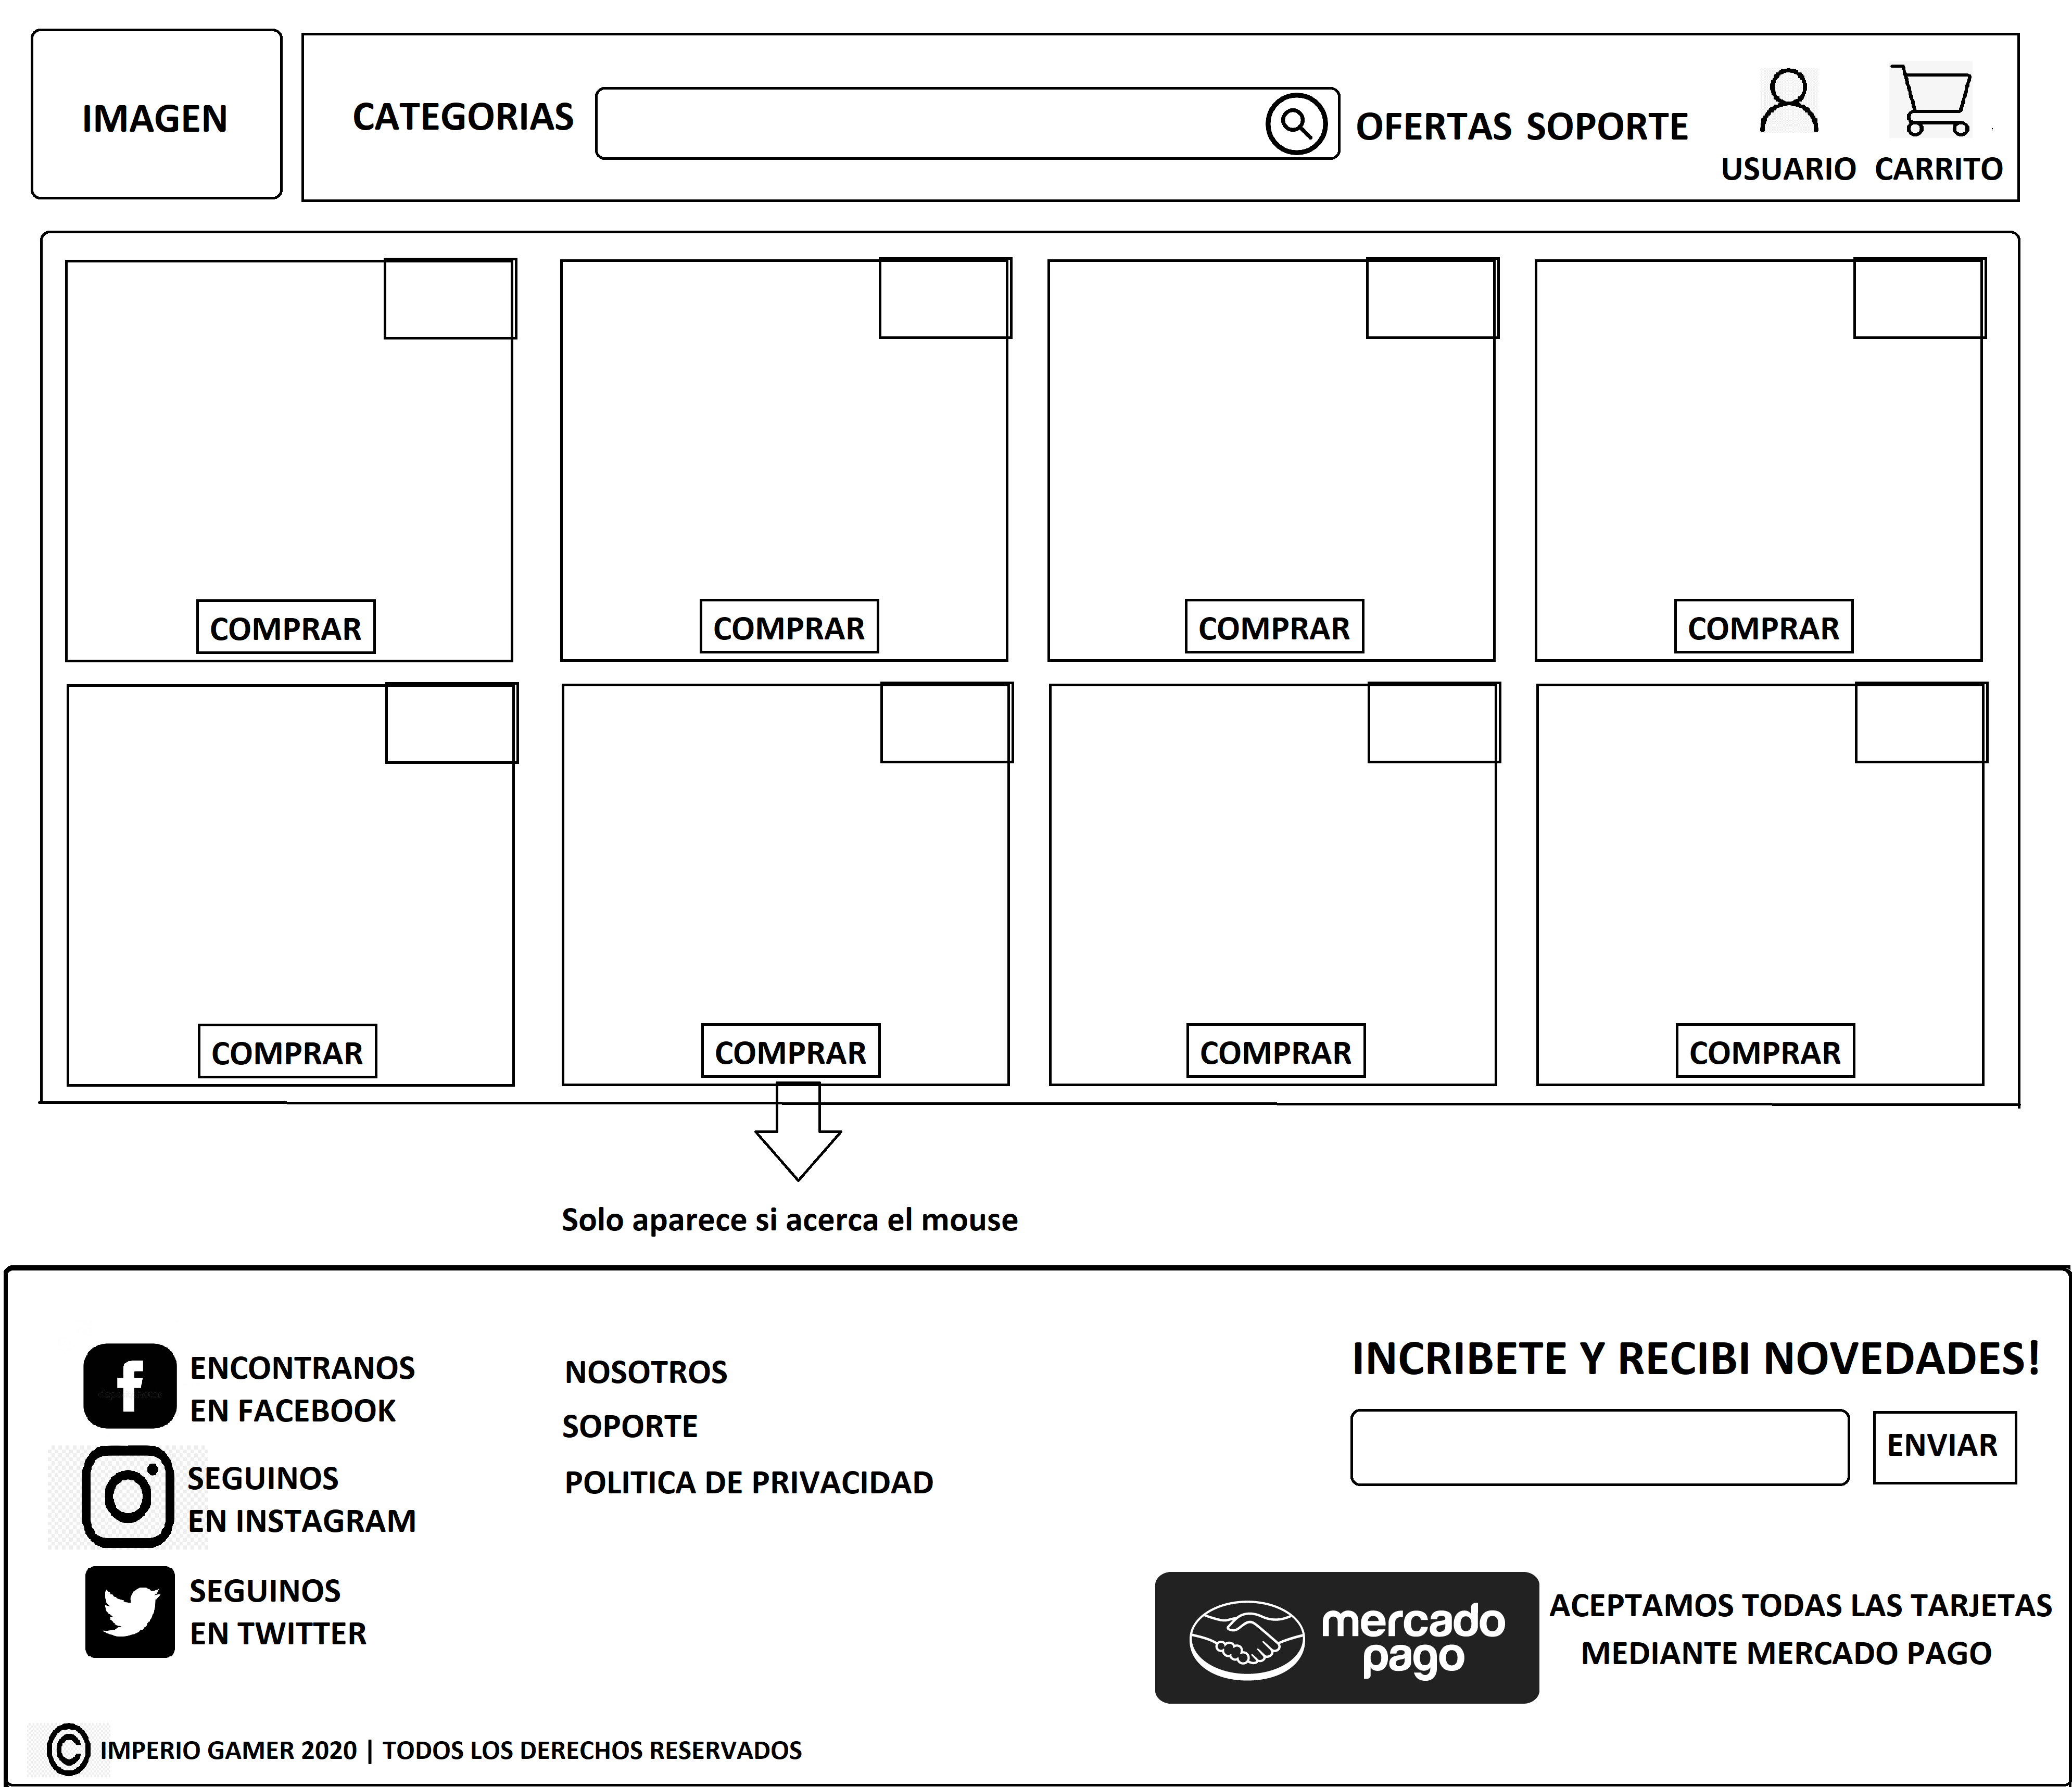 IMAGEN
CATEGORIAS
OFERTAS SOPORTE
USUARIO CARRITO
COMPRAR
COMPRAR
COMPRAR
COMPRAR
COMPRAR
COMPRAR
COMPRAR
COMPRAR
Solo aparece si acerca el mouse
ENCONTRANOS
EN FACEBOOK
SEGUINOS
EN INSTAGRAM
SEGUINOS
EN TWITTER
NOSOTROS
SOPORTE
POLITICA DE PRIVACIDAD
INCRIBETE Y RECIBI NOVEDADES!
ENVIAR
mercado
pago
ACEPTAMOS TODAS LAS TARJETAS
MEDIANTE MERCADO PAGO
© IMPERIO GAMER 2020 | TODOS LOS DERECHOS RESERVADOS